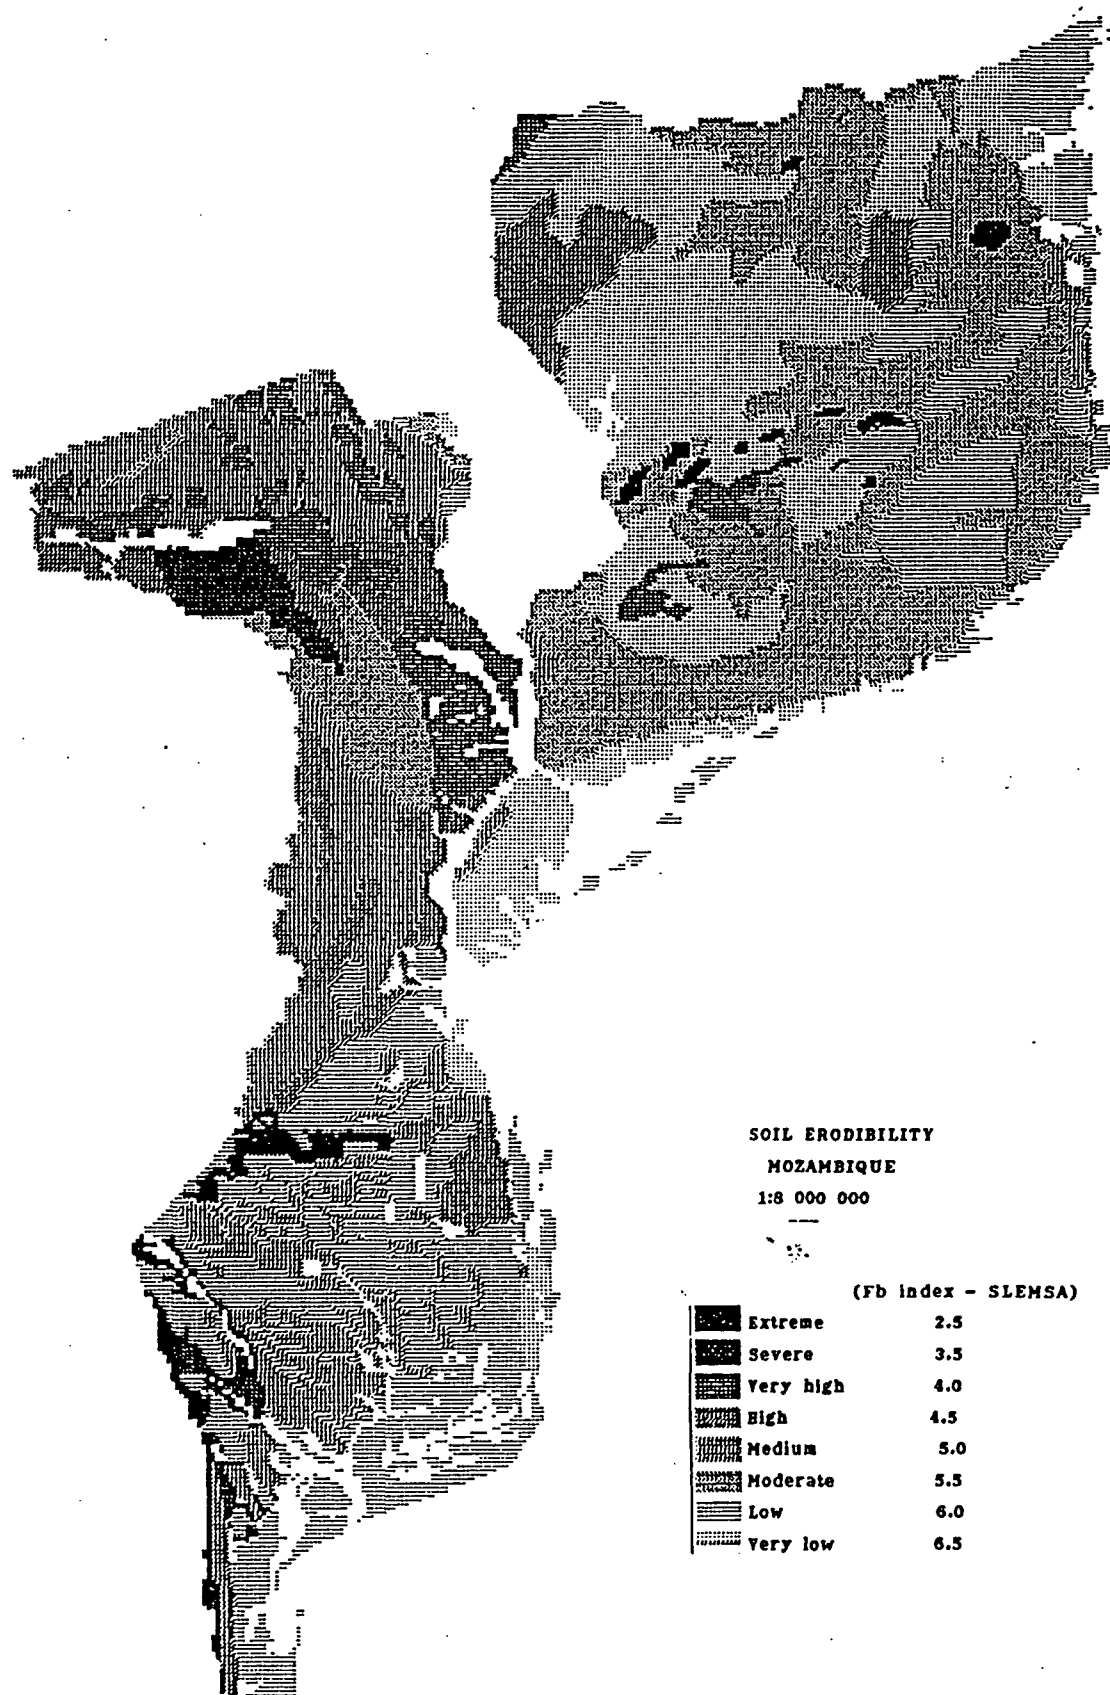 SOIL ERODIBILITY
MOZAMBIQUE
1:8 000 000
(Fb index - SLEMSA)
Extreme 2.5
Severe 3.5
Very high 4.0
High 4.5
Medium 5.0
Moderate 5.5
Low 6.0
Very low 6.5